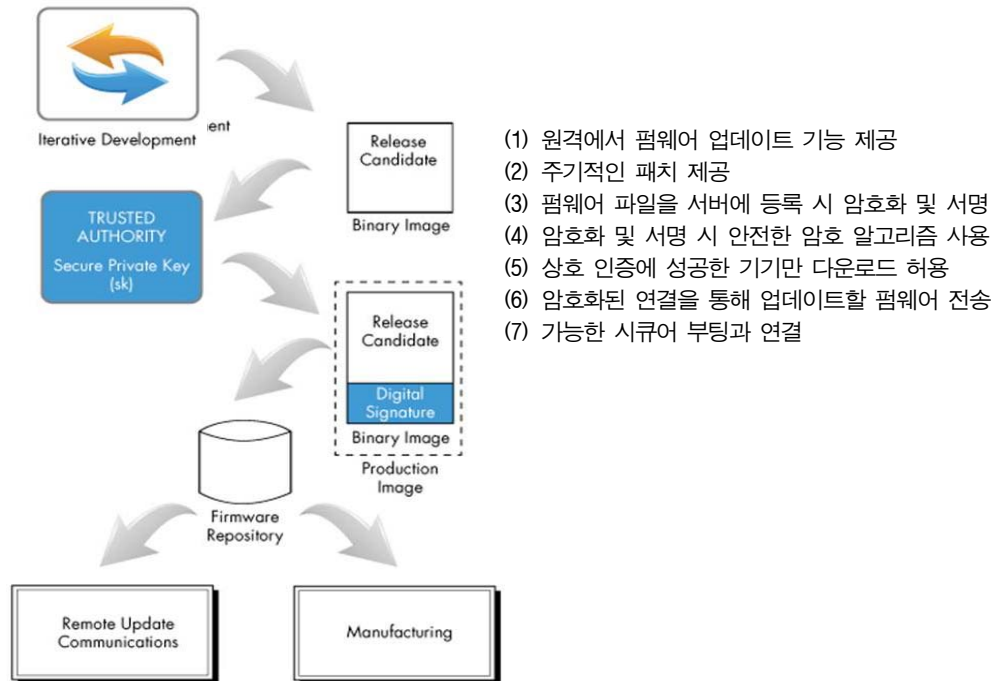 Iterative Development
ent
Release
Candidate
Binary Image
TRUSTED
AUTHORITY
Secure Private Key
(sk)
Release
Candidate
Digital
Signature
Binary Image
Production
Image
Firmware
Repository
Remote Update
Communications
Manufacturing
(1) 원격에서 펌웨어 업데이트 기능 제공
(2) 주기적인 패치 제공
(3) 펌웨어 파일을 서버에 등록 시 암호화 및 서명
(4) 암호화 및 서명 시 안전한 암호 알고리즘 사용
(5) 상호 인증에 성공한 기기만 다운로드 허용
(6) 암호화된 연결을 통해 업데이트할 펌웨어 전송
(7) 가능한 시큐어 부팅과 연결